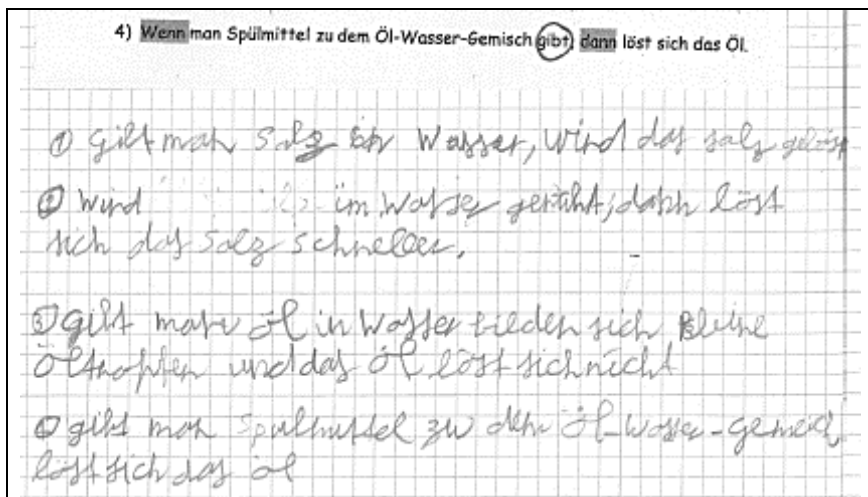 4) Wenn man Spülmittel zu dem Öl-Wasser-Gemisch gibt, dann löst sich das Öl.
① Gibt man Salz in Wasser, wird das salz gelöst
② Wird im Wasser gerührt, dann löst
sich das Salz schneller.
③ gibt man öl in Wasser bilden sich kleine
Öltropfen und das öl löst sich nicht
④ gibt man Spülmittel zu dem Öl-Wasser-gemisch,
löst sich das öl